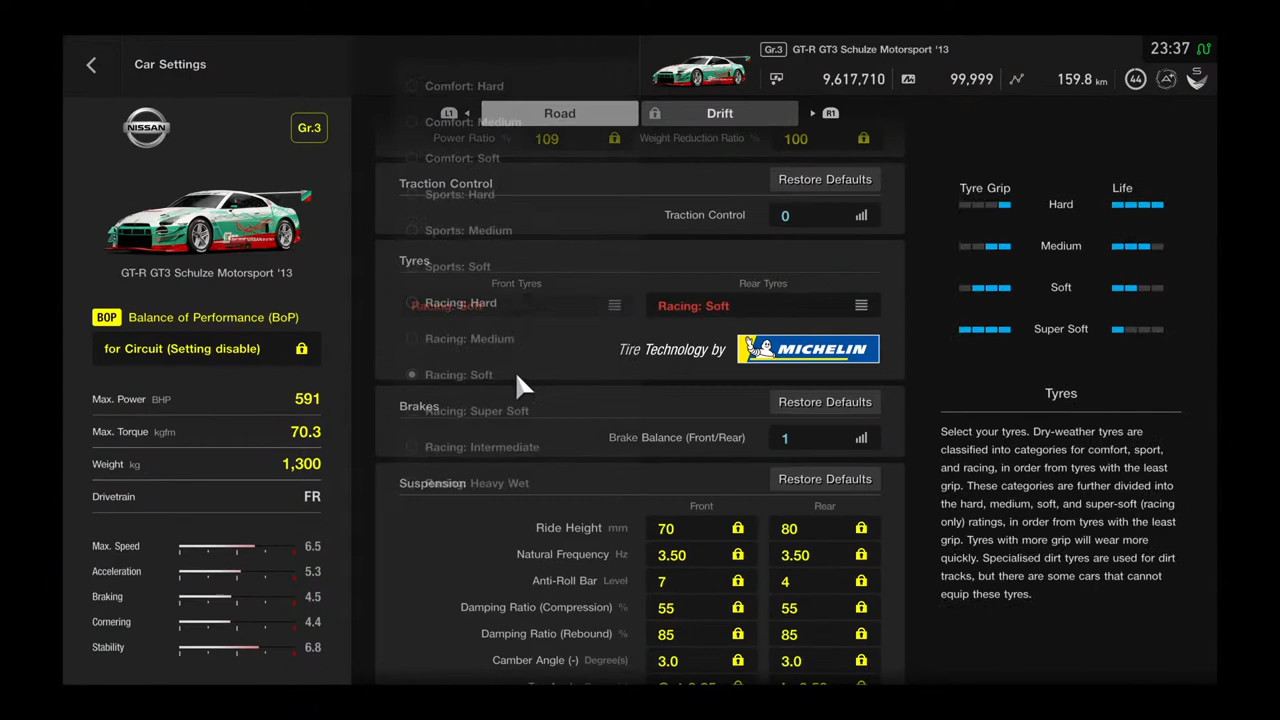 Car Settings
Gr.3 GT-R GT3 Schulze Motorsport '13
23:37
9,617,710
99,999
159.8 km
44
S
NISSAN
Gr.3
GT-R GT3 Schulze Motorsport '13
BOP Balance of Performance (BoP)
for Circuit (Setting disable)
Max. Power BHP 591
Max. Torque kgfm 70.3
Weight kg 1,300
Drivetrain FR
Max. Speed 6.5
Acceleration 5.3
Braking 4.5
Cornering 4.4
Stability 6.8
L1 Road Drift R1
Power Ratio % 109 Weight Reduction Ratio % 100
Traction Control Restore Defaults
Traction Control 0
Tyres
Front Tyres Rear Tyres
Racing: Soft Racing: Soft
Tire Technology by MICHELIN
Brakes Restore Defaults
Brake Balance (Front/Rear) 1
Suspension Restore Defaults
Front Rear
Ride Height mm 70 80
Natural Frequency Hz 3.50 3.50
Anti-Roll Bar Level 7 4
Damping Ratio (Compression) % 55 55
Damping Ratio (Rebound) % 85 85
Camber Angle (-) Degree(s) 3.0 3.0
Comfort: Hard
Comfort: Medium
Comfort: Soft
Sports: Hard
Sports: Medium
Sports: Soft
Racing: Hard
Racing: Medium
Racing: Soft
Racing: Super Soft
Racing: Intermediate
Racing: Heavy Wet
Tyre Grip Life
Hard
Medium
Soft
Super Soft
Tyres
Select your tyres. Dry-weather tyres are
classified into categories for comfort, sport,
and racing, in order from tyres with the least
grip. These categories are further divided into
the hard, medium, soft, and super-soft (racing
only) ratings, in order from tyres with the least
grip. Tyres with more grip will wear more
quickly. Specialised dirt tyres are used for dirt
tracks, but there are some cars that cannot
equip these tyres.